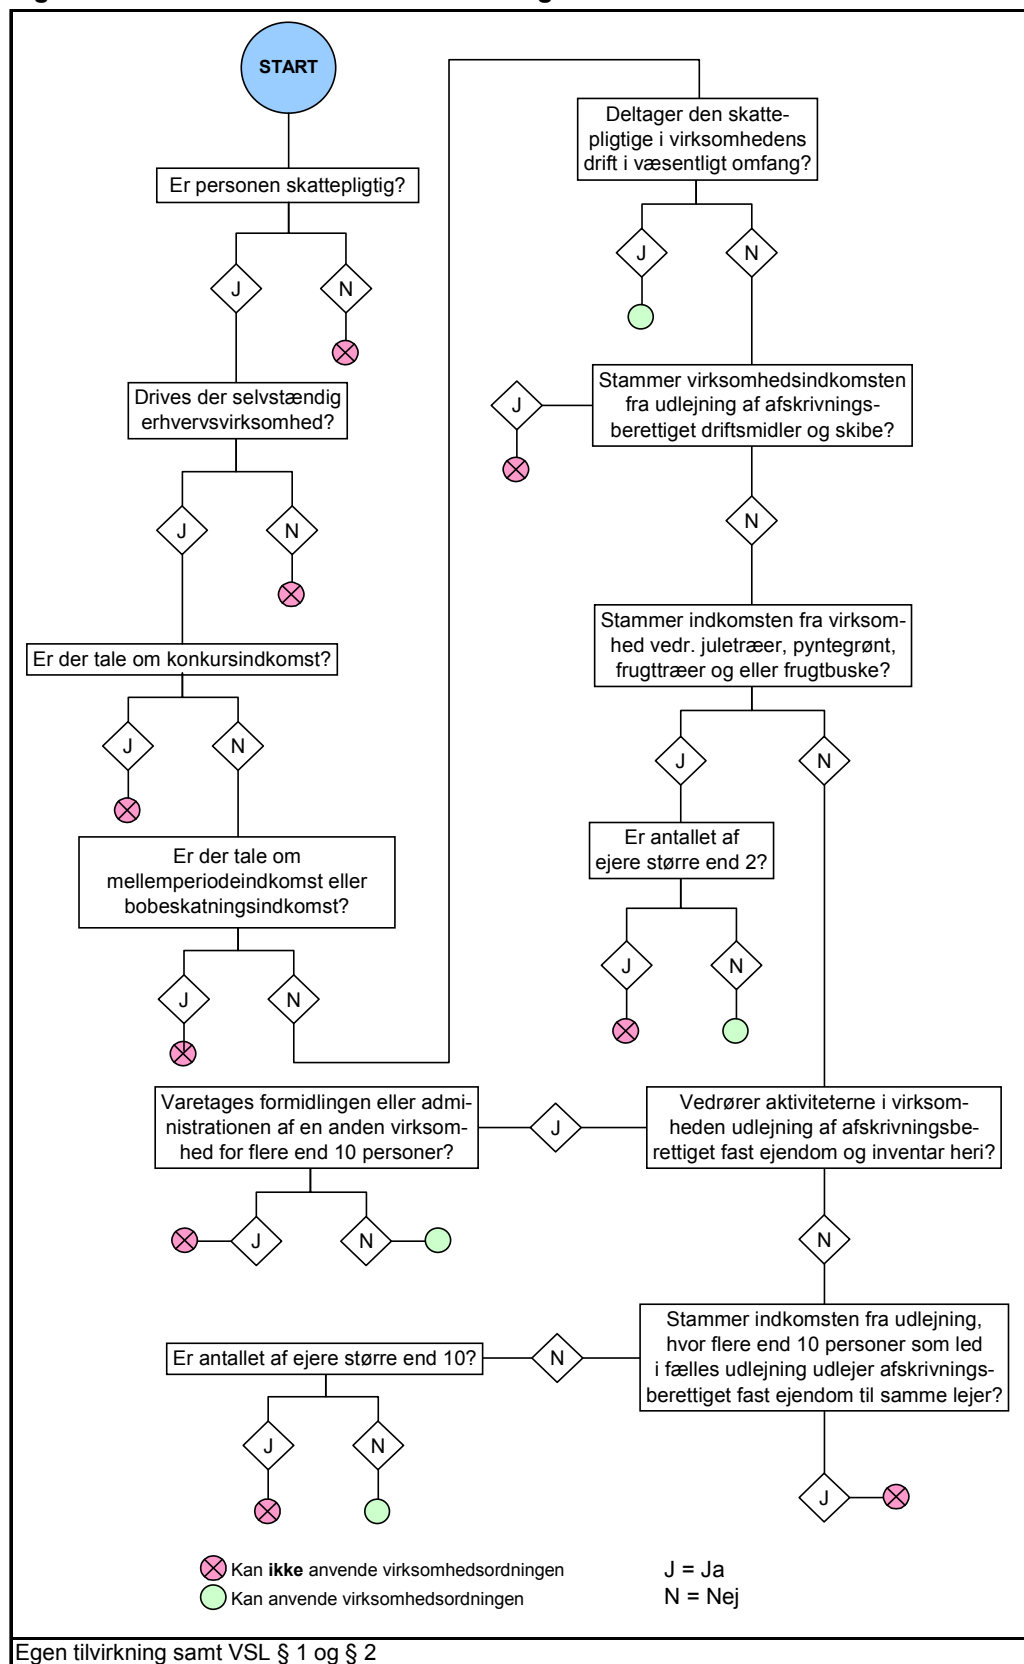 START
Er personen skattepligtig?
J
N
Drives der selvstændig
erhvervsvirksomhed?
J
N
Er der tale om konkursindkomst?
J
N
Er der tale om
mellemperiodeindkomst eller
bobeskatningsindkomst?
J
N
Deltager den skatte-
pligtige i virksomhedens
drift i væsentligt omfang?
J
N
Stammer virksomhedsindkomsten
fra udlejning af afskrivnings-
berettiget driftsmidler og skibe?
J
N
Stammer indkomsten fra virksom-
hed vedr. juletræer, pyntegrønt,
frugttræer og eller frugtbuske?
J
N
Er antallet af
ejere større end 2?
J
N
Vedrører aktiviteterne i virksom-
heden udlejning af afskrivningsbe-
rettiget fast ejendom og inventar heri?
J
Varetages formidlingen eller admi-
nistrationen af en anden virksom-
hed for flere end 10 personer?
J
N
N
Stammer indkomsten fra udlejning,
hvor flere end 10 personer som led
i fælles udlejning udlejer afskrivnings-
berettiget fast ejendom til samme lejer?
N
Er antallet af ejere større end 10?
J
N
J
Kan ikke anvende virksomhedsordningen
Kan anvende virksomhedsordningen
J = Ja
N = Nej
Egen tilvirkning samt VSL § 1 og § 2